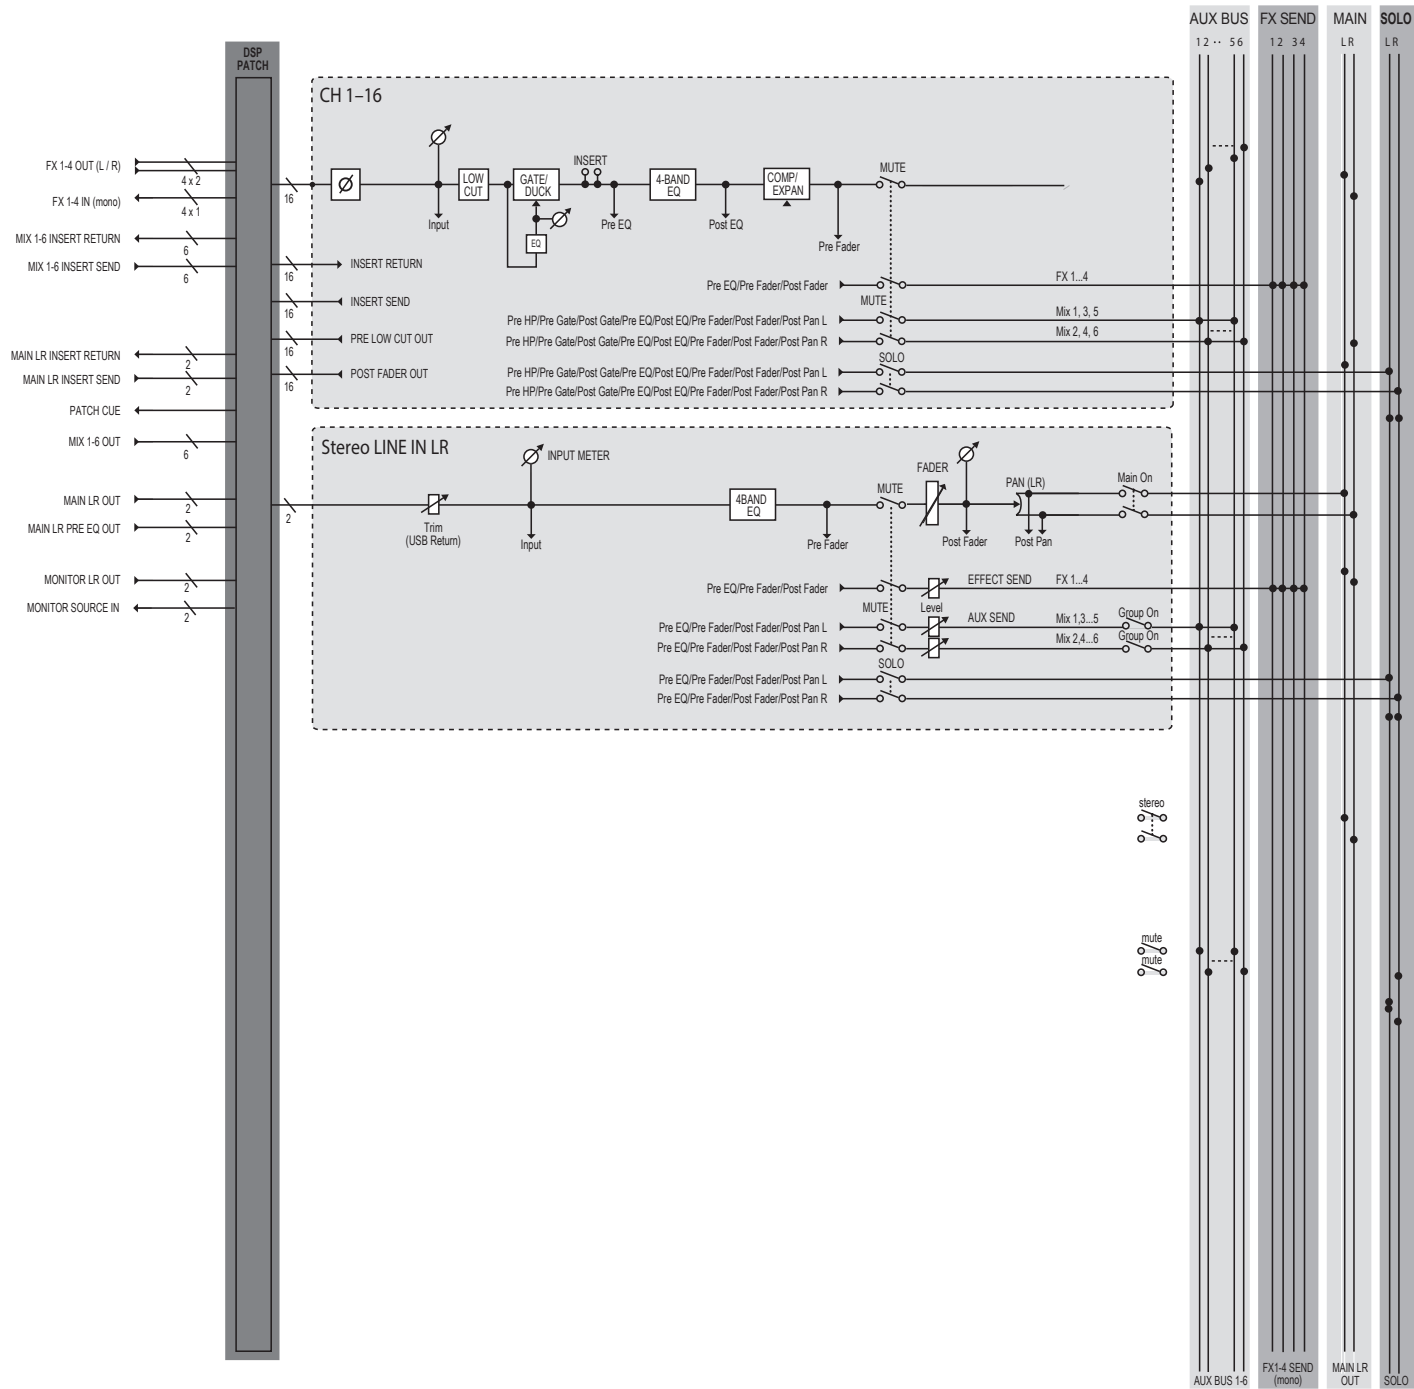 AUX BUS FX SEND MAIN SOLO
1 2 ·· 5 6 1 2 3 4 L R L R
DSP
PATCH
CH 1–16
FX 1-4 OUT (L / R)
4 x 2
FX 1-4 IN (mono)
4 x 1
MIX 1-6 INSERT RETURN
6
MIX 1-6 INSERT SEND
6
MAIN LR INSERT RETURN
2
MAIN LR INSERT SEND
2
PATCH CUE
MIX 1-6 OUT
6
MAIN LR OUT
2
MAIN LR PRE EQ OUT
2
MONITOR LR OUT
2
MONITOR SOURCE IN
2
16
Ø
Input
LOW
CUT
GATE/
DUCK
EQ
INSERT
Pre EQ
4-BAND
EQ
Post EQ
COMP/
EXPAN
Pre Fader
MUTE
16
INSERT RETURN
16
INSERT SEND
16
PRE LOW CUT OUT
16
POST FADER OUT
Pre EQ/Pre Fader/Post Fader
FX 1...4
MUTE
Pre HP/Pre Gate/Post Gate/Pre EQ/Post EQ/Pre Fader/Post Fader/Post Pan L
Mix 1, 3, 5
Pre HP/Pre Gate/Post Gate/Pre EQ/Post EQ/Pre Fader/Post Fader/Post Pan R
Mix 2, 4, 6
SOLO
Pre HP/Pre Gate/Post Gate/Pre EQ/Post EQ/Pre Fader/Post Fader/Post Pan L
Pre HP/Pre Gate/Post Gate/Pre EQ/Post EQ/Pre Fader/Post Fader/Post Pan R
Stereo LINE IN LR
2
Trim
(USB Return)
INPUT METER
Input
4BAND
EQ
Pre Fader
MUTE
FADER
Post Fader
PAN (LR)
Post Pan
Main On
Pre EQ/Pre Fader/Post Fader
EFFECT SEND
FX 1...4
MUTE
Level
Pre EQ/Pre Fader/Post Fader/Post Pan L
AUX SEND
Mix 1,3...5
Group On
Pre EQ/Pre Fader/Post Fader/Post Pan R
Mix 2,4...6
Group On
SOLO
Pre EQ/Pre Fader/Post Fader/Post Pan L
Pre EQ/Pre Fader/Post Fader/Post Pan R
stereo
mute
mute
AUX BUS 1-6
FX1-4 SEND
(mono)
MAIN LR
OUT
SOLO